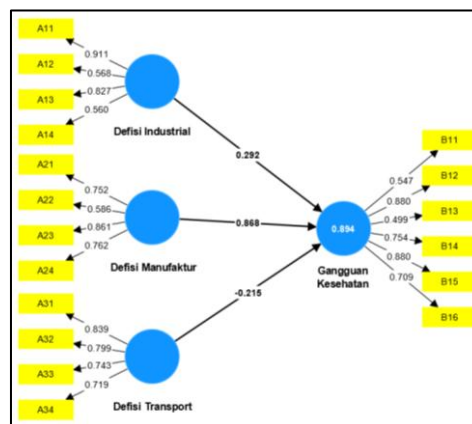 A11
0.911
A12
0.568
A13
0.827
A14
0.560
Defisi Industrial
0.292
A21
0.752
A22
0.586
A23
0.861
A24
0.762
Defisi Manufaktur
0.868
A31
0.839
A32
0.799
A33
0.743
A34
0.719
Defisi Transport
-0.215
0.894
Gangguan
Kesehatan
B11
0.547
B12
0.880
B13
0.499
B14
0.754
B15
0.880
B16
0.709